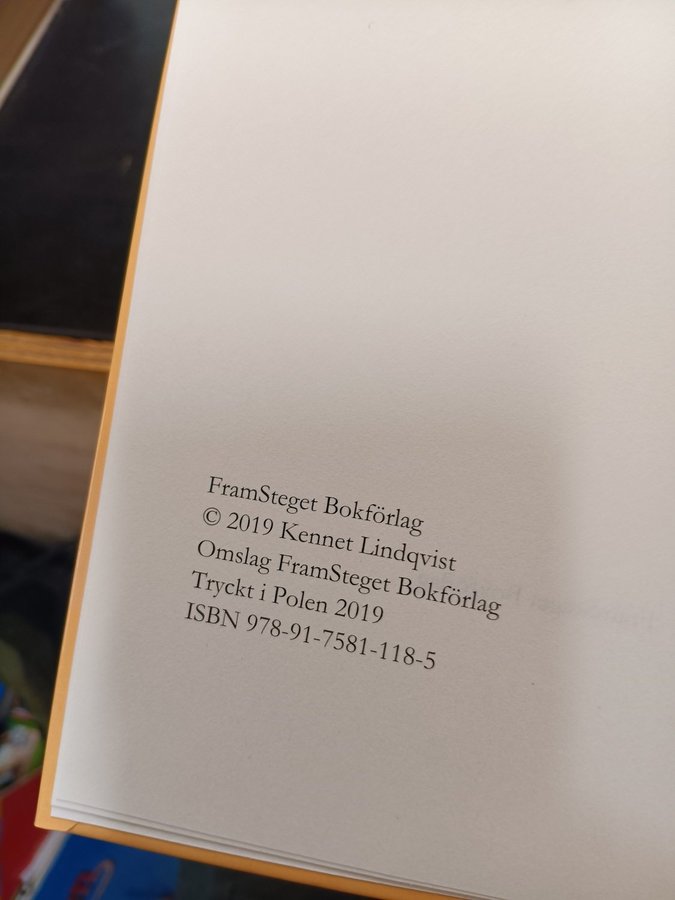 FramSteget Bokförlag
© 2019 Kennet Lindqvist
Omslag FramSteget Bokförlag
Tryckt i Polen 2019
ISBN 978-91-7581-118-5